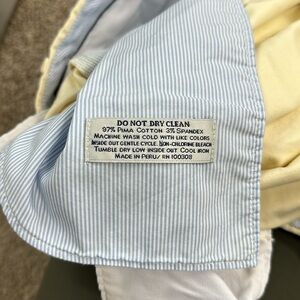 DO NOT DRY CLEAN
97% PIMA COTTON 3% SPANDEX
MACHINE WASH COLD WITH LIKE COLORS
INSIDE OUT GENTLE CYCLE. NON-CHLORINE BLEACH
TUMBLE DRY LOW INSIDE OUT. COOL IRON
MADE IN PERU/ RN 100303